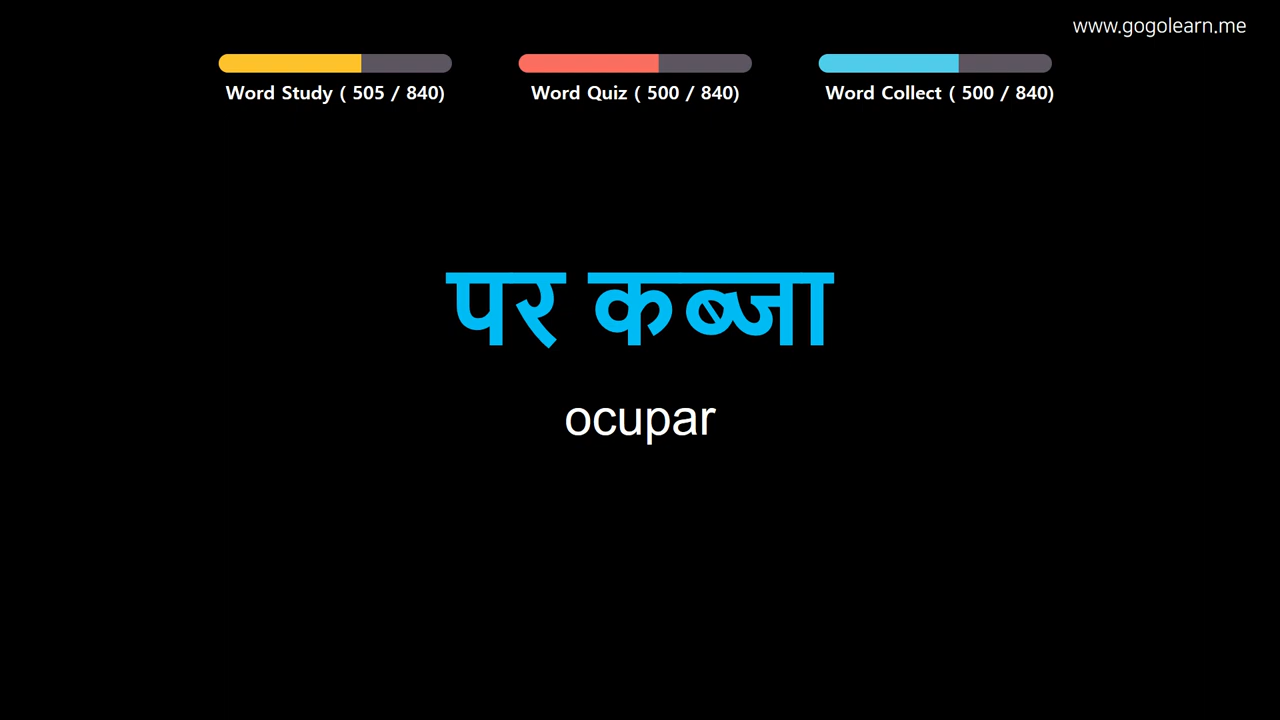 www.gogolearn.me
Word Study ( 505 / 840)
Word Quiz ( 500 / 840)
Word Collect ( 500 / 840)
पर कब्जा
ocupar